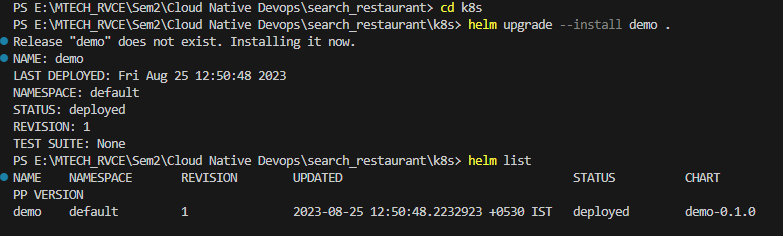 PS E:\MTECH_RVCE\Sem2\Cloud Native Devops\search_restaurant> cd k8s
PS E:\MTECH_RVCE\Sem2\Cloud Native Devops\search_restaurant\k8s> helm upgrade --install demo .
Release "demo" does not exist. Installing it now.
NAME: demo
LAST DEPLOYED: Fri Aug 25 12:50:48 2023
NAMESPACE: default
STATUS: deployed
REVISION: 1
TEST SUITE: None
PS E:\MTECH_RVCE\Sem2\Cloud Native Devops\search_restaurant\k8s> helm list
NAME NAMESPACE REVISION UPDATED STATUS CHART
PP VERSION
demo default 1 2023-08-25 12:50:48.2232923 +0530 IST deployed demo-0.1.0